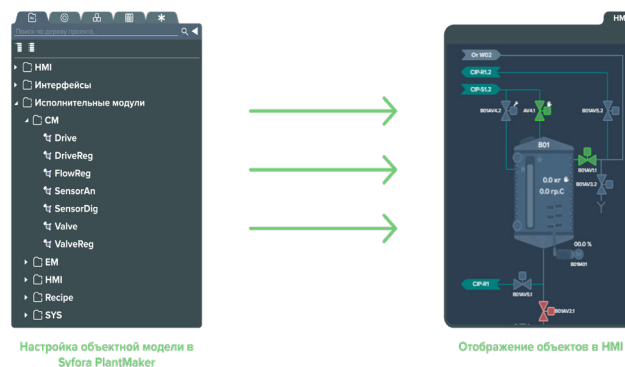 Поиск по дереву проекта...
HMI
Интерфейсы
Исполнительные модули
CM
Drive
DriveReg
FlowReg
SensorAn
SensorDig
Valve
ValveReg
EM
HMI
Recipe
SYS
Настройка объектной модели в
Syfora PlantMaker
HM
От W02
CIP-R1.2
CIP-S1.2
B01AV4.2
AV4.1
B01AV5.2
B01
B01AV1.1
0.0 кг
0.0 гр.С
B01AV3.2
00.0 %
B01M01
CIP-R1
B01AV5.1
B01AV2.1
Отображение объектов в HMI